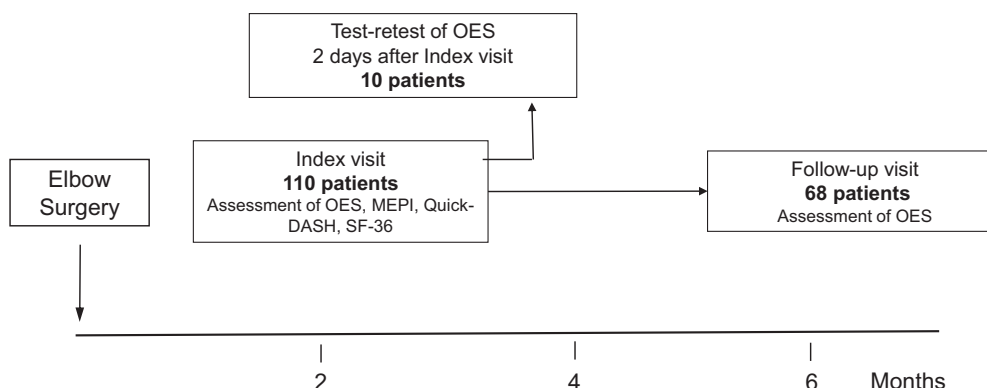 Test-retest of OES
2 days after Index visit
10 patients
Elbow
Surgery
Index visit
110 patients
Assessment of OES, MEPI, Quick-
DASH, SF-36
Follow-up visit
68 patients
Assessment of OES
2
4
6
Months